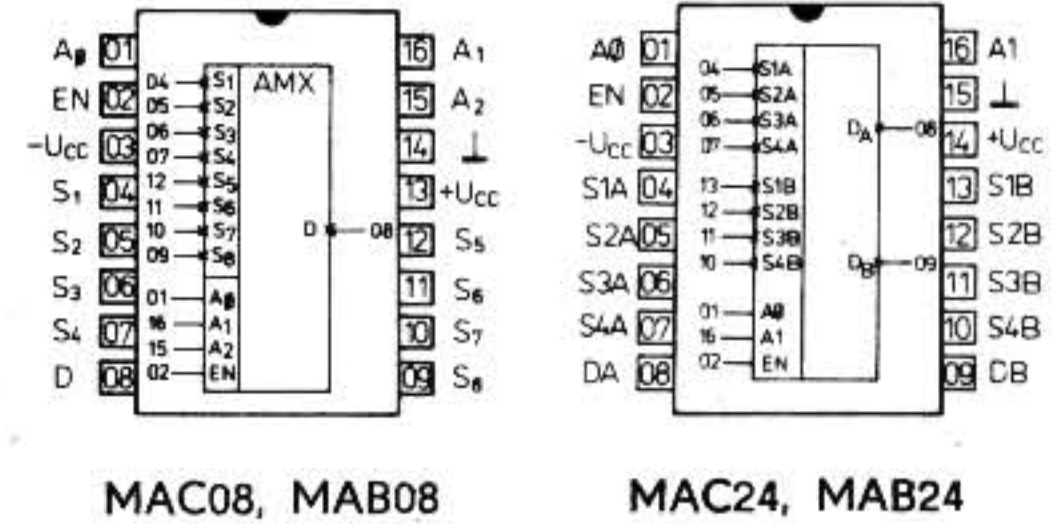 Aø 01 16 A1
EN 02 15 A2
-UCC 03 14 ⊥
S1 04 13 +UCC
S2 05 12 S5
S3 06 11 S6
S4 07 10 S7
D 08 09 S8
AMX
04 S1
05 S2
06 S3
07 S4
12 S5
11 S6
10 S7
09 S8
D 08
01 Aø
16 A1
15 A2
02 EN
MAC08, MAB08
AØ 01 16 A1
EN 02 15 ⊥
-UCC 03 14 +UCC
S1A 04 13 S1B
S2A 05 12 S2B
S3A 06 11 S3B
S4A 07 10 S4B
DA 08 09 DB
04 S1A
05 S2A
06 S3A
07 S4A
13 S1B
12 S2B
11 S3B
10 S4B
DA 08
DB 09
01 AØ
16 A1
02 EN
MAC24, MAB24